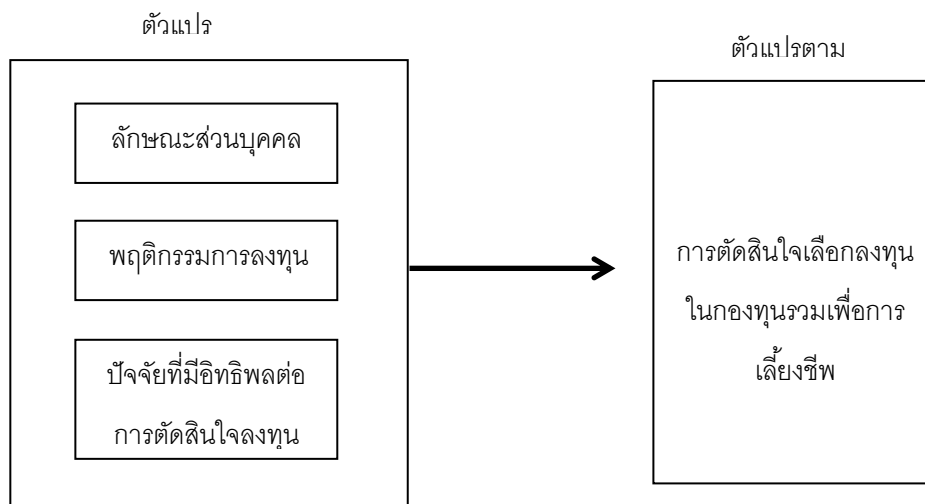 ตัวแปร
ลักษณะส่วนบุคคล
พฤติกรรมการลงทุน
ปัจจัยที่มีอิทธิพลต่อ
การตัดสินใจลงทุน
ตัวแปรตาม
การตัดสินใจเลือกลงทุน
ในกองทุนรวมเพื่อการ
เลี้ยงชีพ